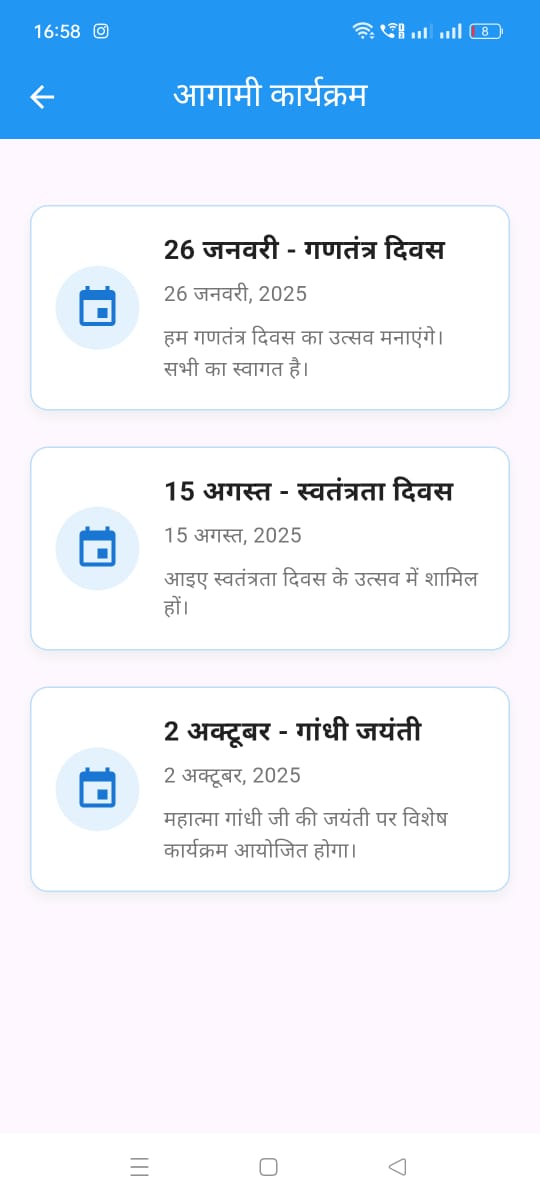 16:58
8
आगामी कार्यक्रम
26 जनवरी - गणतंत्र दिवस
26 जनवरी, 2025
हम गणतंत्र दिवस का उत्सव मनाएंगे।
सभी का स्वागत है।
15 अगस्त - स्वतंत्रता दिवस
15 अगस्त, 2025
आइए स्वतंत्रता दिवस के उत्सव में शामिल
हों।
2 अक्टूबर - गांधी जयंती
2 अक्टूबर, 2025
महात्मा गांधी जी की जयंती पर विशेष
कार्यक्रम आयोजित होगा।